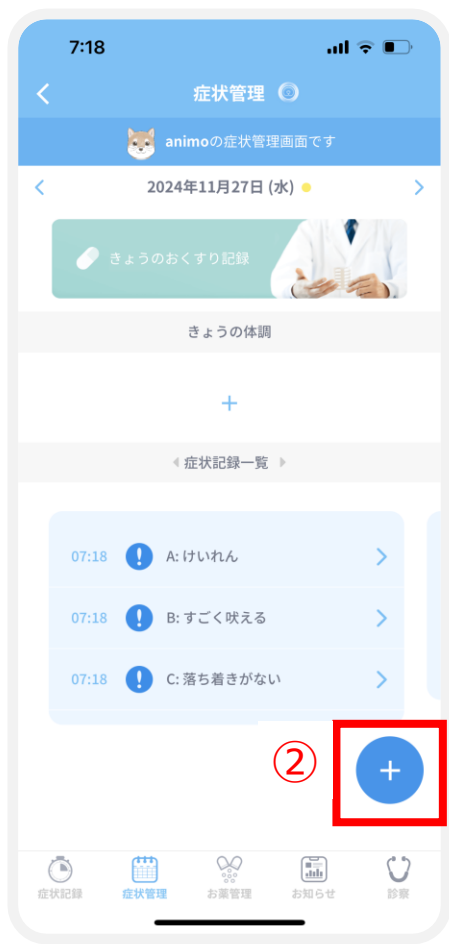 7:18
症状管理
animoの症状管理画面です
2024年11月27日 (水)
きょうのおくすり記録
きょうの体調
+
症状記録一覧
07:18 A: けいれん
07:18 B: すごく吠える
07:18 C: 落ち着きがない
②
+
症状記録 症状管理 お薬管理 お知らせ 診察